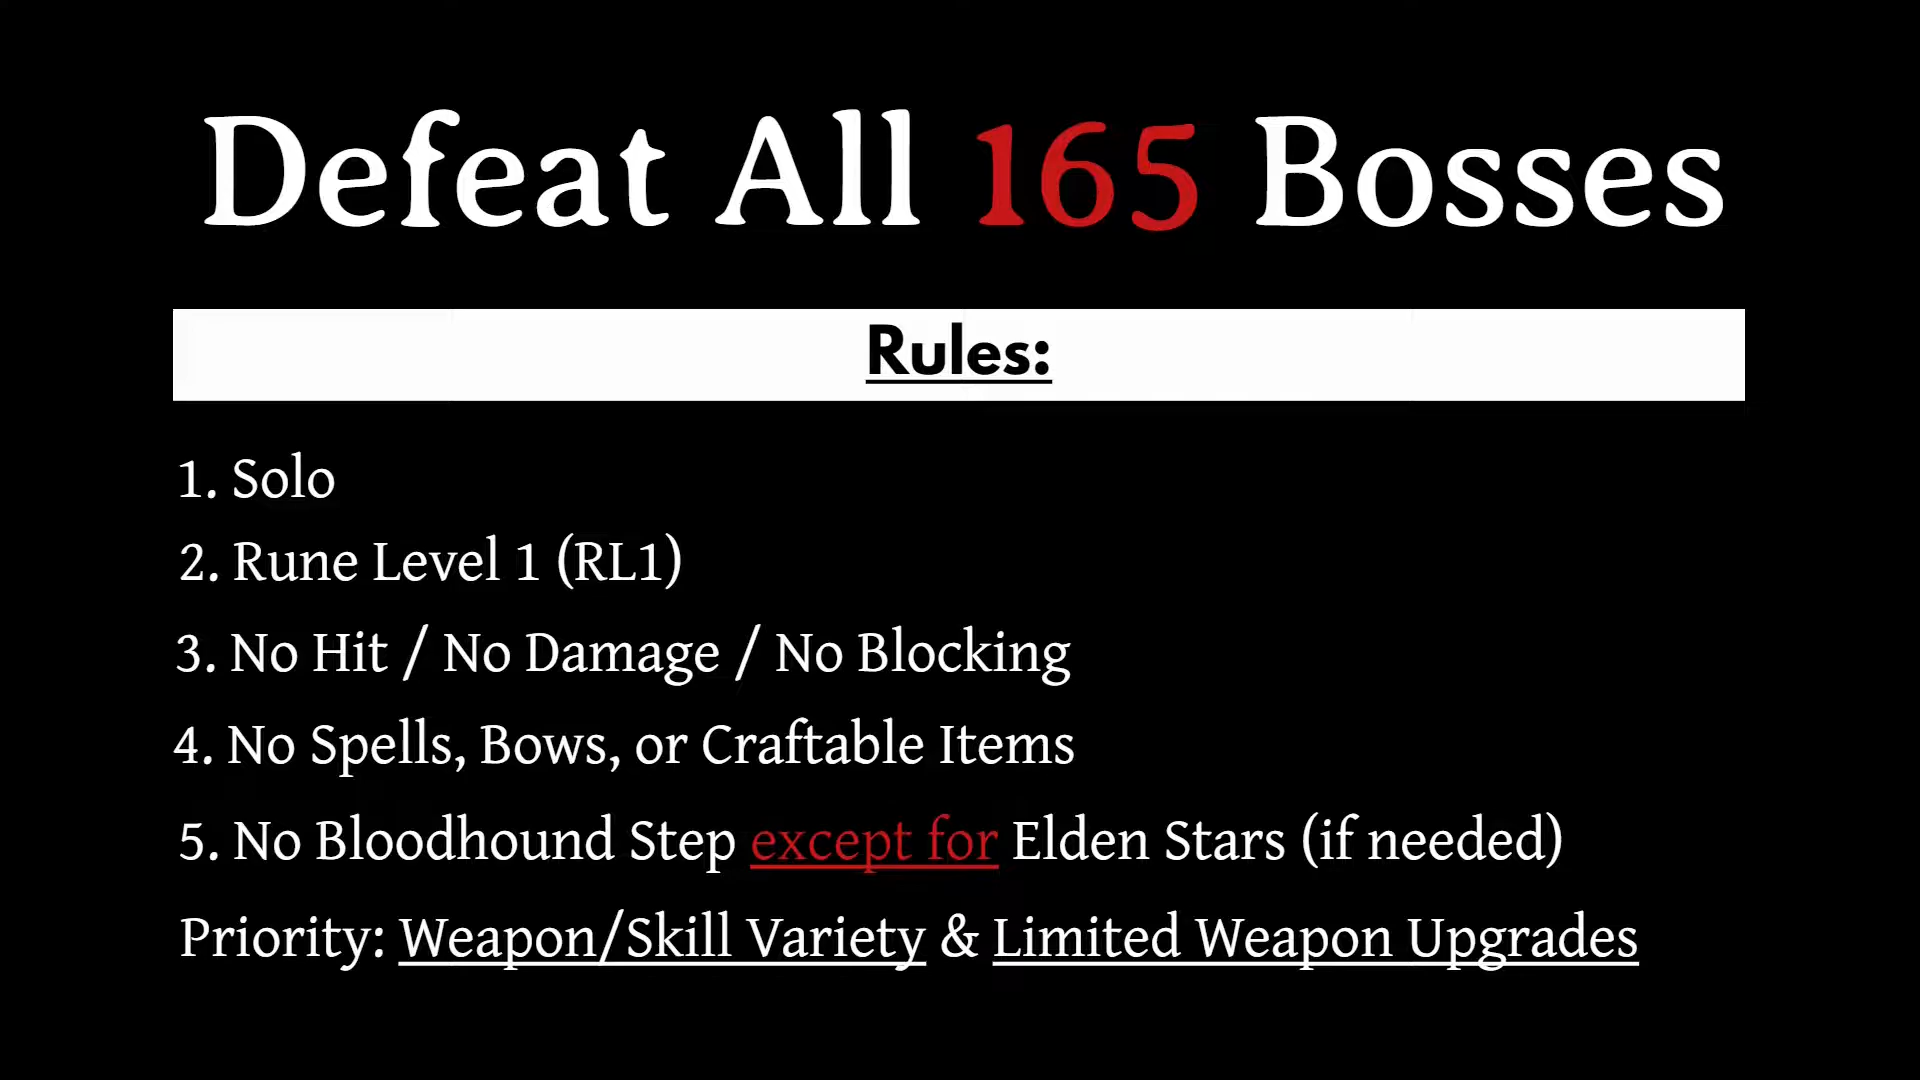 Defeat All 165 Bosses
Rules:
1. Solo
2. Rune Level 1 (RL1)
3. No Hit / No Damage / No Blocking
4. No Spells, Bows, or Craftable Items
5. No Bloodhound Step except for Elden Stars (if needed)
Priority: Weapon/Skill Variety & Limited Weapon Upgrades